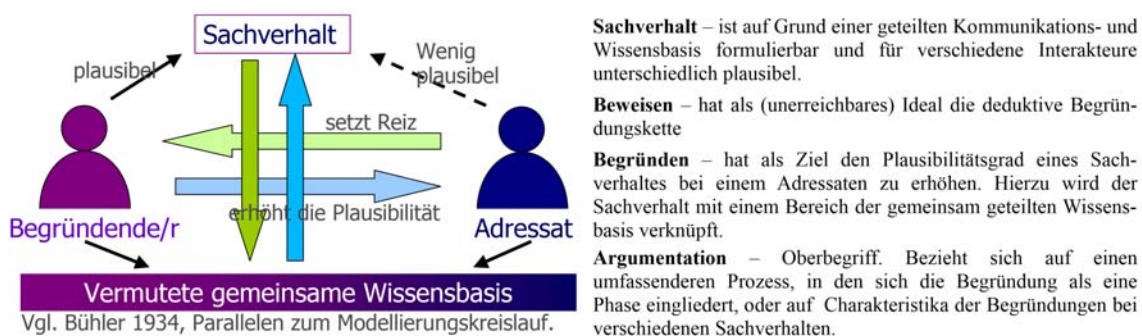 Sachverhalt
plausibel
Wenig
plausibel
setzt Reiz
erhöht die Plausibilität
Begründende/r
Adressat
Vermutete gemeinsame Wissensbasis
Vgl. Bühler 1934, Parallelen zum Modellierungskreislauf.
Sachverhalt – ist auf Grund einer geteilten Kommunikations- und
Wissensbasis formulierbar und für verschiedene Interakteure
unterschiedlich plausibel.
Beweisen – hat als (unerreichbares) Ideal die deduktive Begrün-
dungskette
Begründen – hat als Ziel den Plausibilitätsgrad eines Sach-
verhaltes bei einem Adressaten zu erhöhen. Hierzu wird der
Sachverhalt mit einem Bereich der gemeinsam geteilten Wissens-
basis verknüpft.
Argumentation – Oberbegriff. Bezieht sich auf einen
umfassenderen Prozess, in den sich die Begründung als eine
Phase eingliedert, oder auf Charakteristika der Begründungen bei
verschiedenen Sachverhalten.